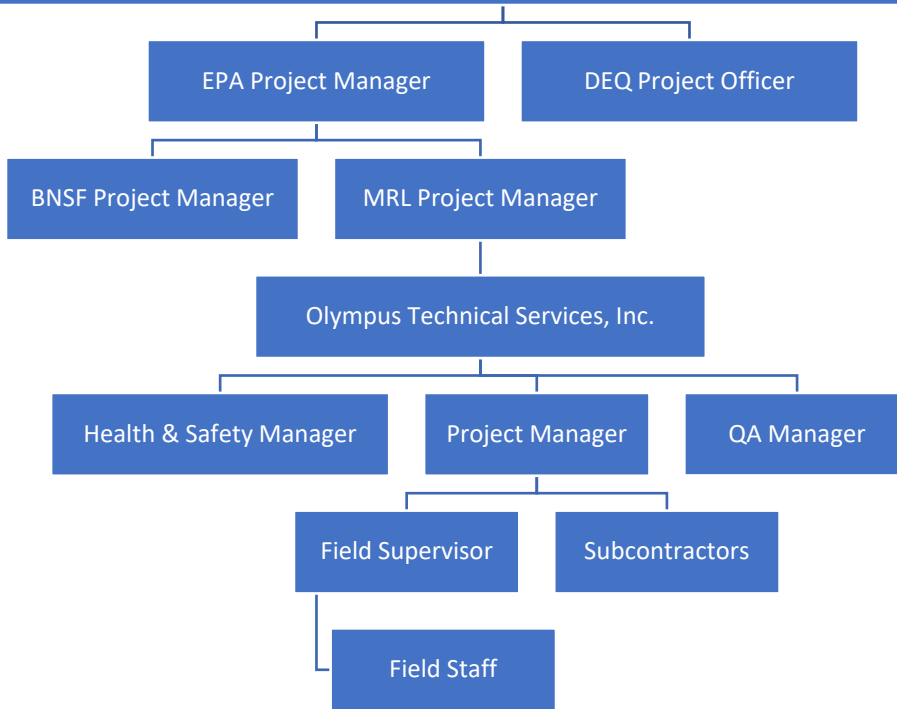 EPA Project Manager
DEQ Project Officer
BNSF Project Manager
MRL Project Manager
Olympus Technical Services, Inc.
Health & Safety Manager
Project Manager
QA Manager
Field Supervisor
Subcontractors
Field Staff